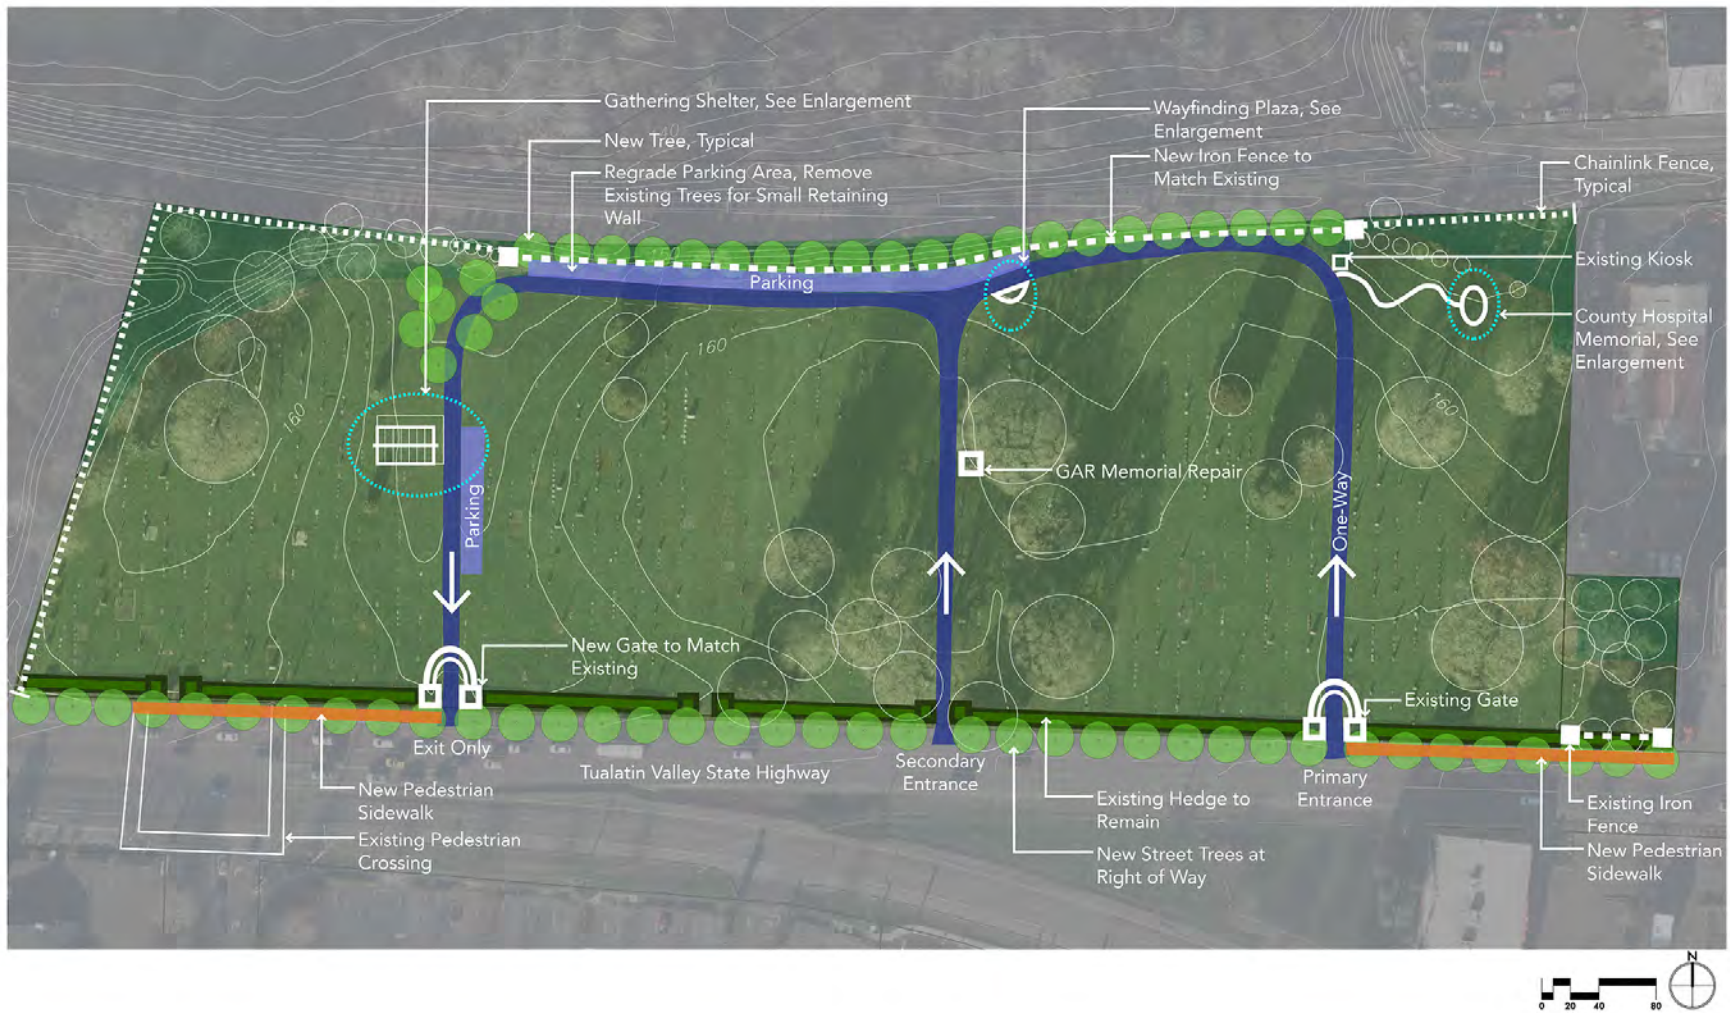 Gathering Shelter, See Enlargement
New Tree, Typical
Regrade Parking Area, Remove
Existing Trees for Small Retaining
Wall
Wayfinding Plaza, See
Enlargement
New Iron Fence to
Match Existing
Chainlink Fence,
Typical
Existing Kiosk
County Hospital
Memorial, See
Enlargement
Parking
160
160
160
GAR Memorial Repair
Parking
One-Way
New Gate to Match
Existing
Existing Gate
Exit Only
Tualatin Valley State Highway
Secondary
Entrance
Primary
Entrance
New Pedestrian
Sidewalk
Existing Pedestrian
Crossing
Existing Hedge to
Remain
New Street Trees at
Right of Way
Existing Iron
Fence
New Pedestrian
Sidewalk
N
0 20 40 80